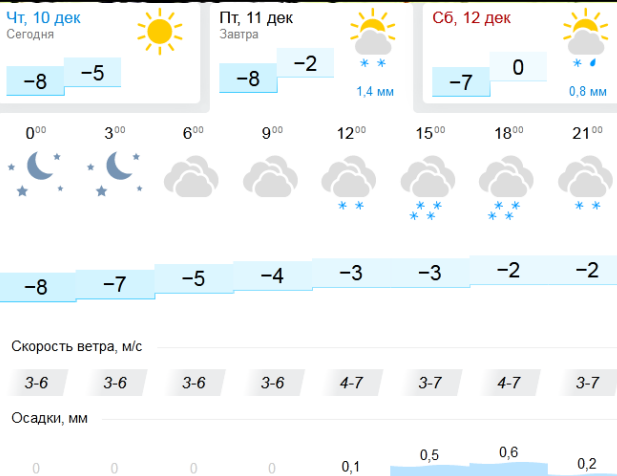 Чт, 10 дек
Сегодня
−8
−5
Пт, 11 дек
Завтра
−8
−2
1,4 мм
Сб, 12 дек
−7
0
0,8 мм
0⁰⁰ 3⁰⁰ 6⁰⁰ 9⁰⁰ 12⁰⁰ 15⁰⁰ 18⁰⁰ 21⁰⁰
−8 −7 −5 −4 −3 −3 −2 −2
Скорость ветра, м/с
3-6 3-6 3-6 3-6 4-7 3-7 4-7 3-7
Осадки, мм
0 0 0 0 0,1 0,5 0,6 0,2